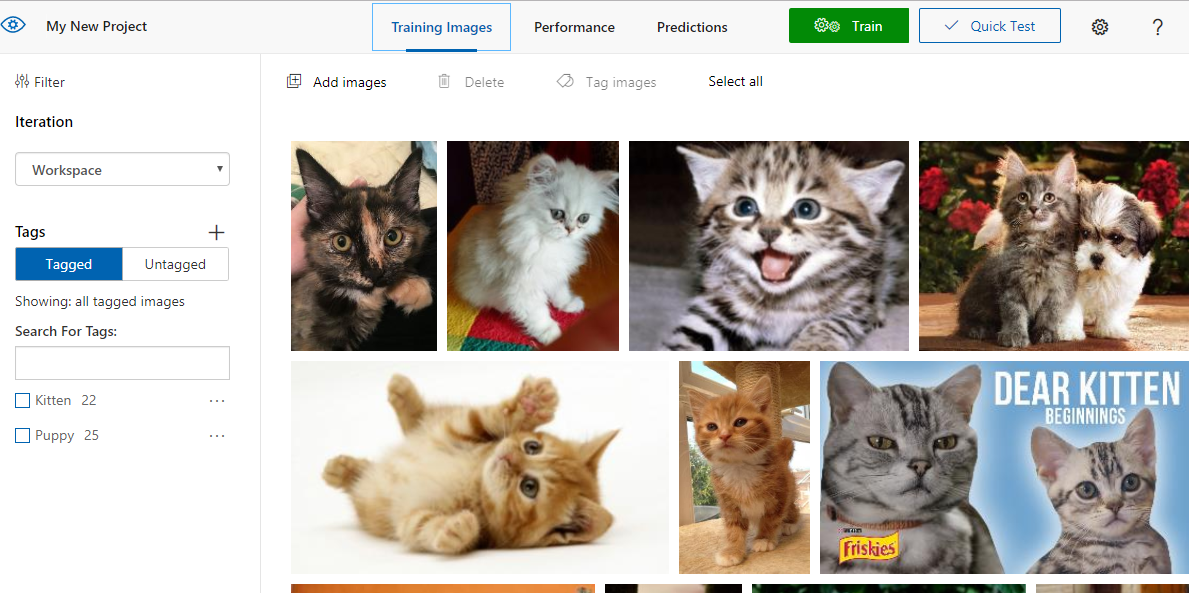 My New Project
Training Images
Performance
Predictions
Train
Quick Test
?
Filter
Add images
Delete
Tag images
Select all
Iteration
Workspace
Tags
Tagged
Untagged
Showing: all tagged images
Search For Tags:
Kitten 22
Puppy 25
DEAR KITTEN
BEGINNINGS
Friskies